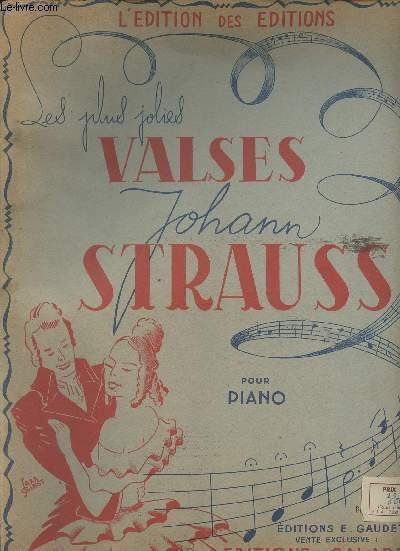 Le-livre.com
L'EDITION DES EDITIONS
Les plus jolies
VALSES
Johann
STRAUSS
POUR
PIANO
PRIX
ÉDITIONS E. GAUDET
VENTE EXCLUSIVE :